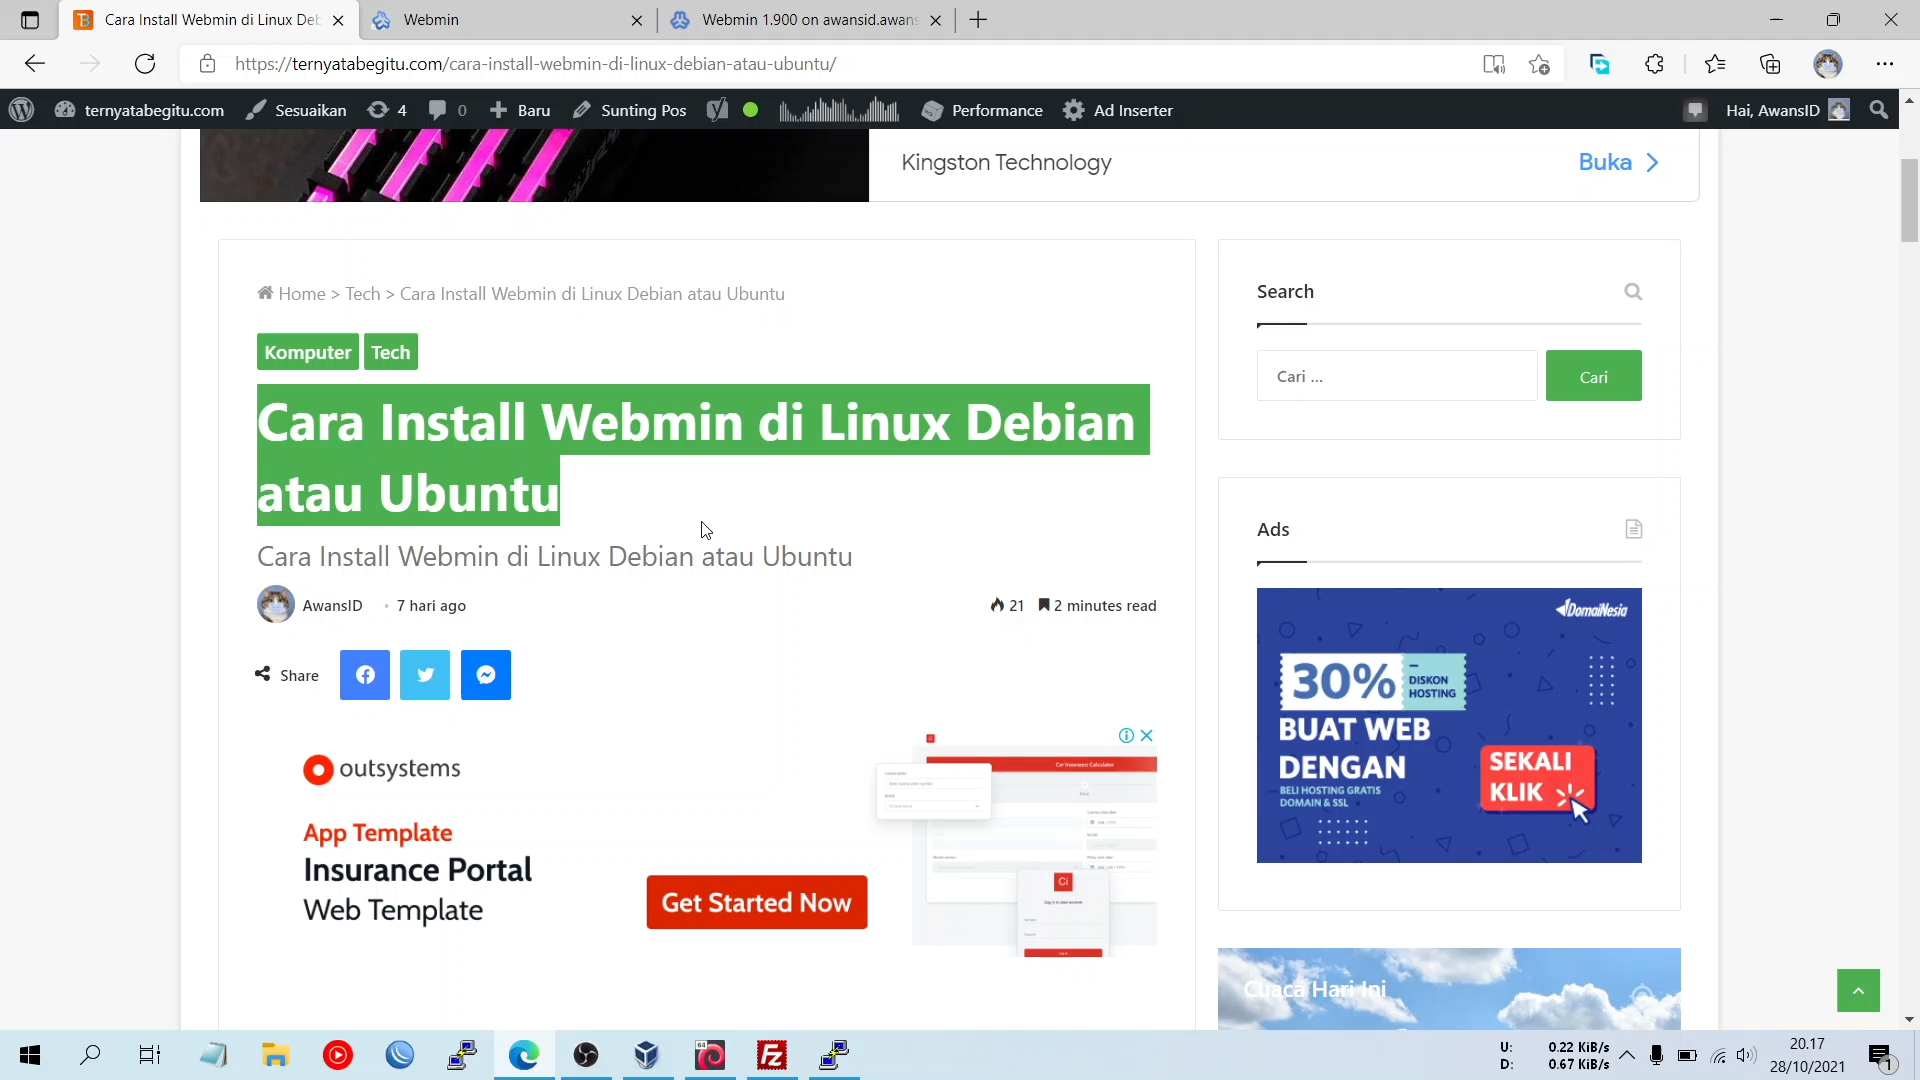 Cara Install Webmin di Linux Deb
Webmin
Webmin 1.900 on awansid.awans
https://ternyatabegitu.com/cara-install-webmin-di-linux-debian-atau-ubuntu/
ternyatabegitu.com
Sesuaikan
4
0
Baru
Sunting Pos
Performance
Ad Inserter
Hai, AwansID
Kingston Technology
Buka
Home > Tech > Cara Install Webmin di Linux Debian atau Ubuntu
Komputer
Tech
Cara Install Webmin di Linux Debian
atau Ubuntu
Cara Install Webmin di Linux Debian atau Ubuntu
AwansID
7 hari ago
21
2 minutes read
Share
outsystems
App Template
Insurance Portal
Web Template
Get Started Now
Car Insurance Calculator
Ci
Search
Cari ...
Cari
Ads
DomaiNesia
30%
DISKON
HOSTING
BUAT WEB
DENGAN
BELI HOSTING GRATIS
DOMAIN & SSL
SEKALI
KLIK
Cuaca Hari Ini
U: 0.22 KiB/s
D: 0.67 KiB/s
20.17
28/10/2021
1
64